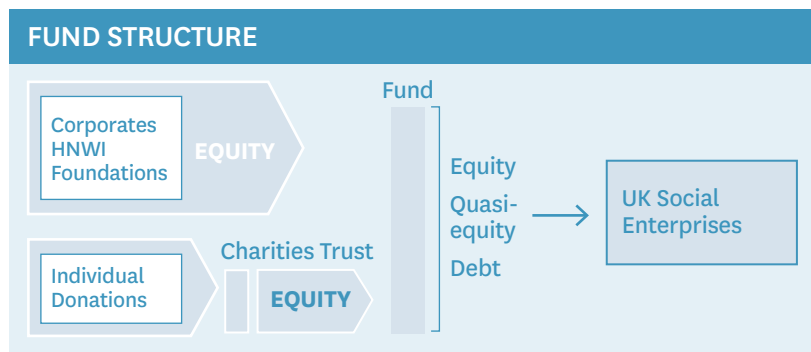 FUND STRUCTURE
Corporates
HNWI
Foundations
EQUITY
Individual
Donations
Charities Trust
EQUITY
Fund
Equity
Quasi-
equity
Debt
UK Social
Enterprises